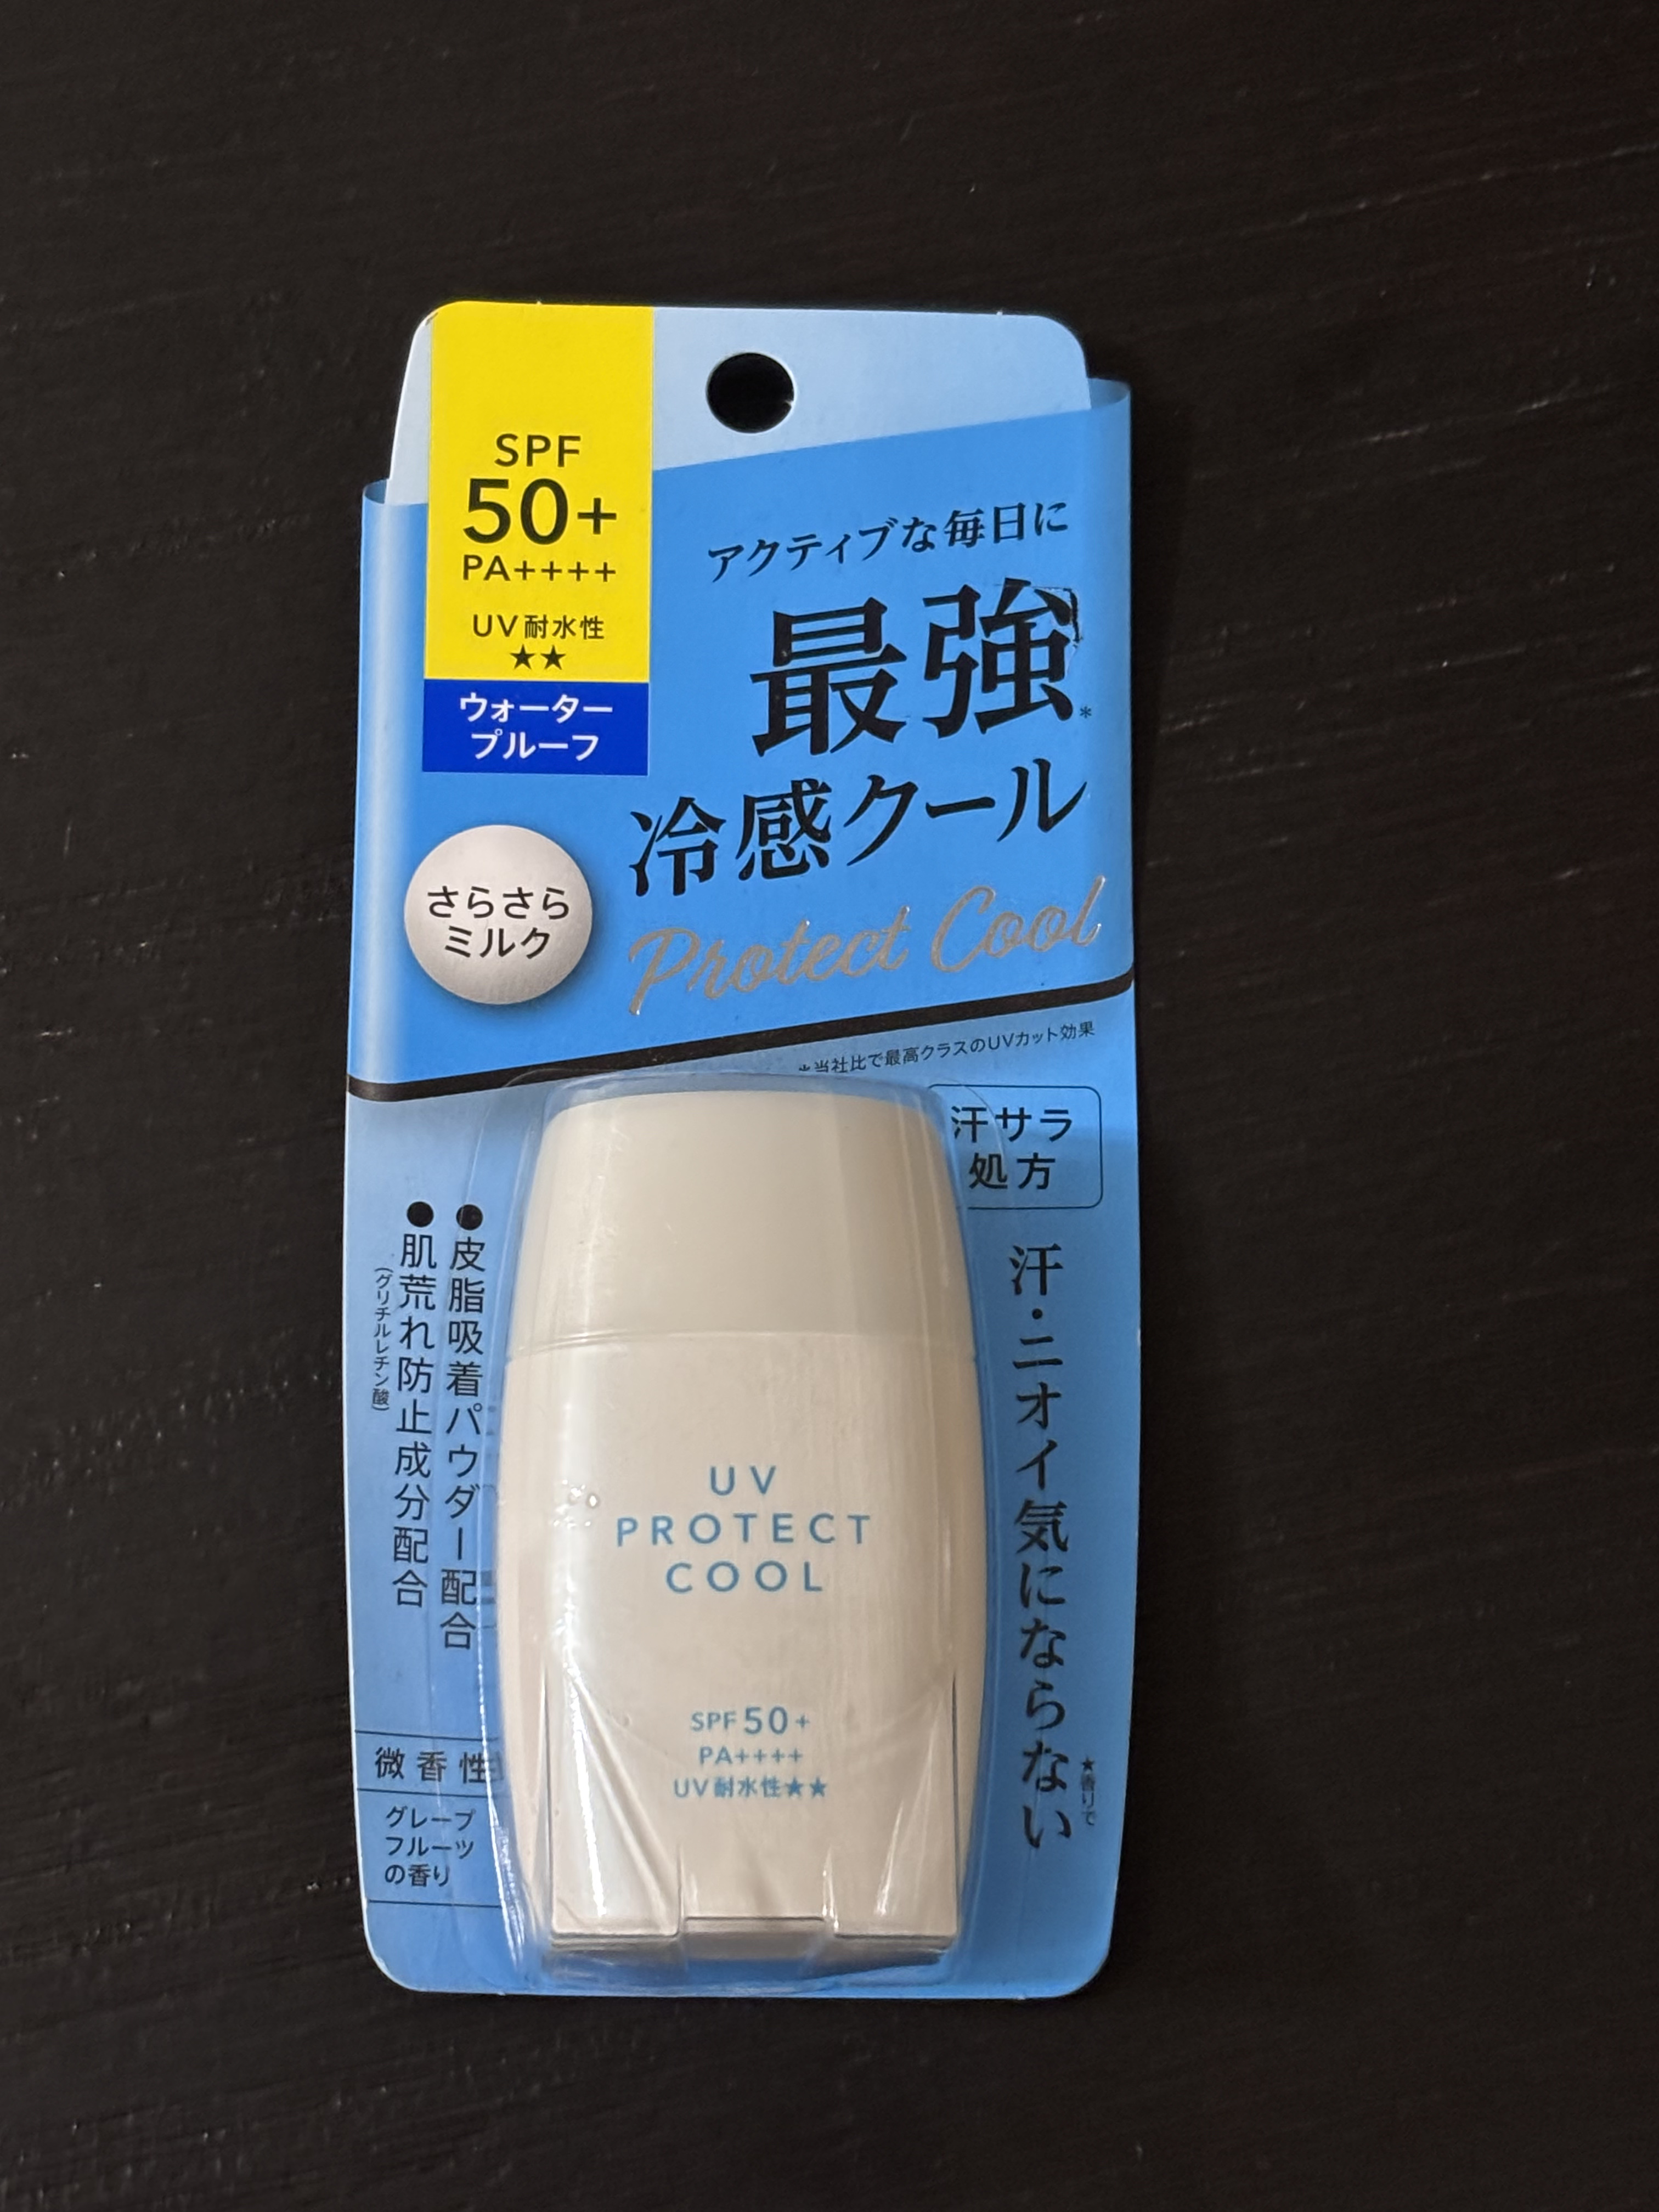 SPF
50+
PA++++
UV耐水性
★★
ウォーター
プルーフ
アクティブな毎日に
最強*
冷感クール
Protect Cool
さらさら
ミルク
*当社比で最高クラスのUVカット効果
汗サラ
処方
汗・ニオイ気にならない
★香りで
●皮脂吸着パウダー配合
●肌荒れ防止成分配合
(グリチルレチン酸)
微香性
グレープ
フルーツ
の香り
UV
PROTECT
COOL
SPF50+
PA++++
UV耐水性★★